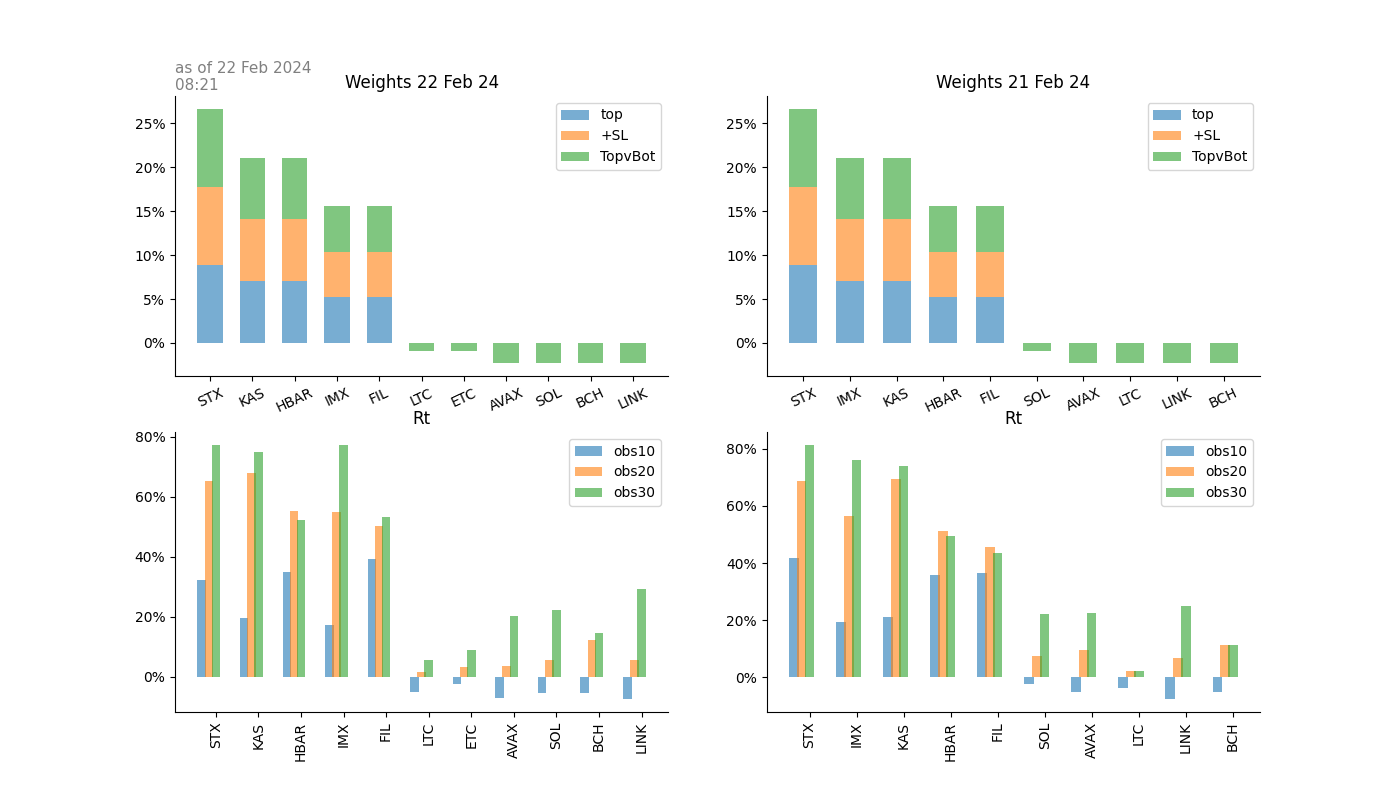 as of 22 Feb 2024
08:21
Weights 22 Feb 24
25%
20%
15%
10%
5%
0%
top
+SL
TopvBot
STX KAS HBAR IMX FIL LTC ETC AVAX SOL BCH LINK
Weights 21 Feb 24
25%
20%
15%
10%
5%
0%
top
+SL
TopvBot
STX IMX KAS HBAR FIL SOL AVAX LTC LINK BCH
Rt
80%
60%
40%
20%
0%
obs10
obs20
obs30
STX KAS HBAR IMX FIL LTC ETC AVAX SOL BCH LINK
Rt
80%
60%
40%
20%
0%
obs10
obs20
obs30
STX IMX KAS HBAR FIL SOL AVAX LTC LINK BCH